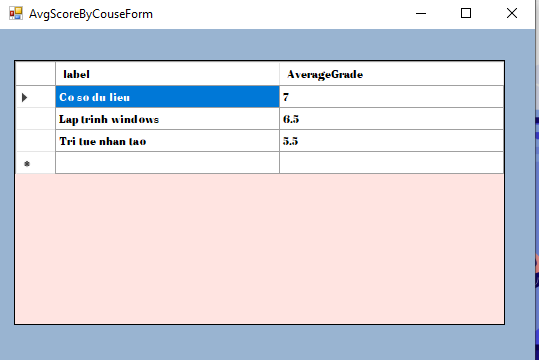 AvgScoreByCouseForm
label AverageGrade
Co so du lieu 7
Lap trinh windows 6.5
Tri tue nhan tao 5.5